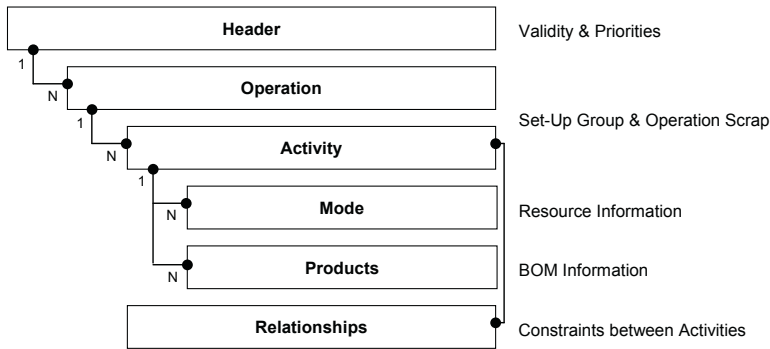 Header
Validity & Priorities
1
N
Operation
1
Set-Up Group & Operation Scrap
N
Activity
1
N
Mode
Resource Information
N
Products
BOM Information
Relationships
Constraints between Activities